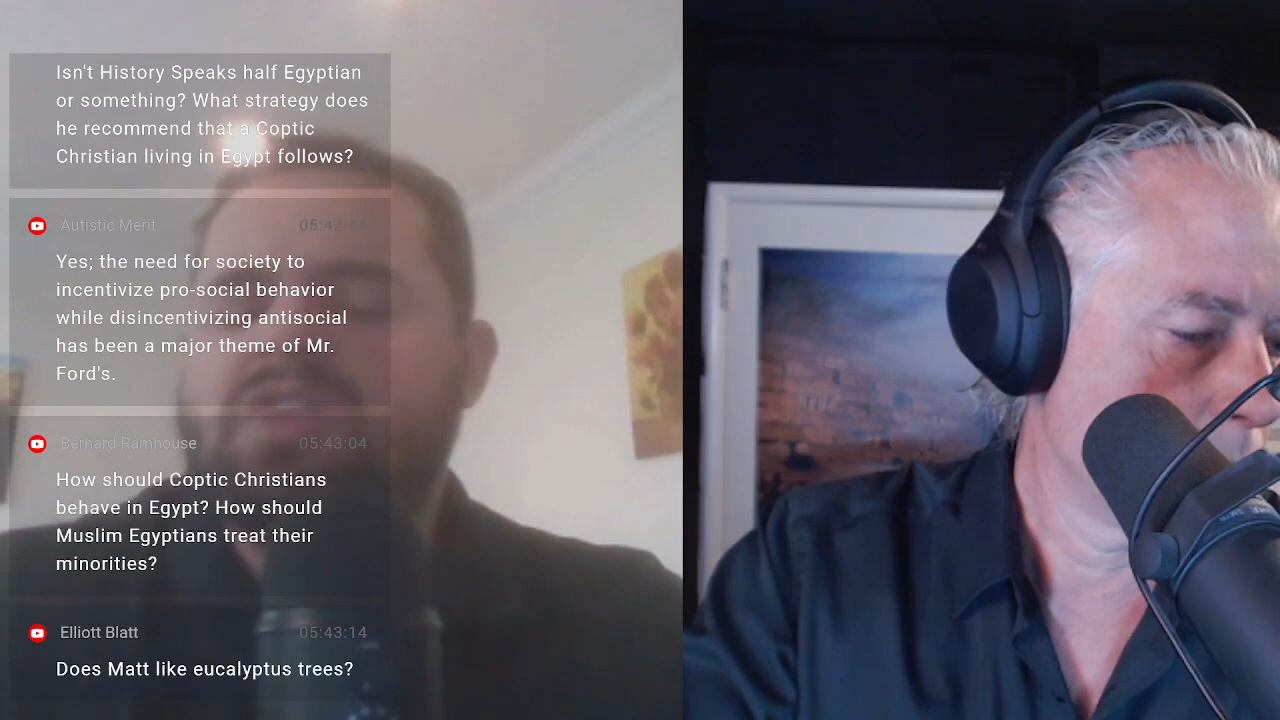 Isn't History Speaks half Egyptian
or something? What strategy does
he recommend that a Coptic
Christian living in Egypt follows?
Autistic Merit
Yes; the need for society to
incentivize pro-social behavior
while disincentivizing antisocial
has been a major theme of Mr.
Ford's.
Bernard Ramhouse 05:43:04
How should Coptic Christians
behave in Egypt? How should
Muslim Egyptians treat their
minorities?
Elliott Blatt 05:43:14
Does Matt like eucalyptus trees?